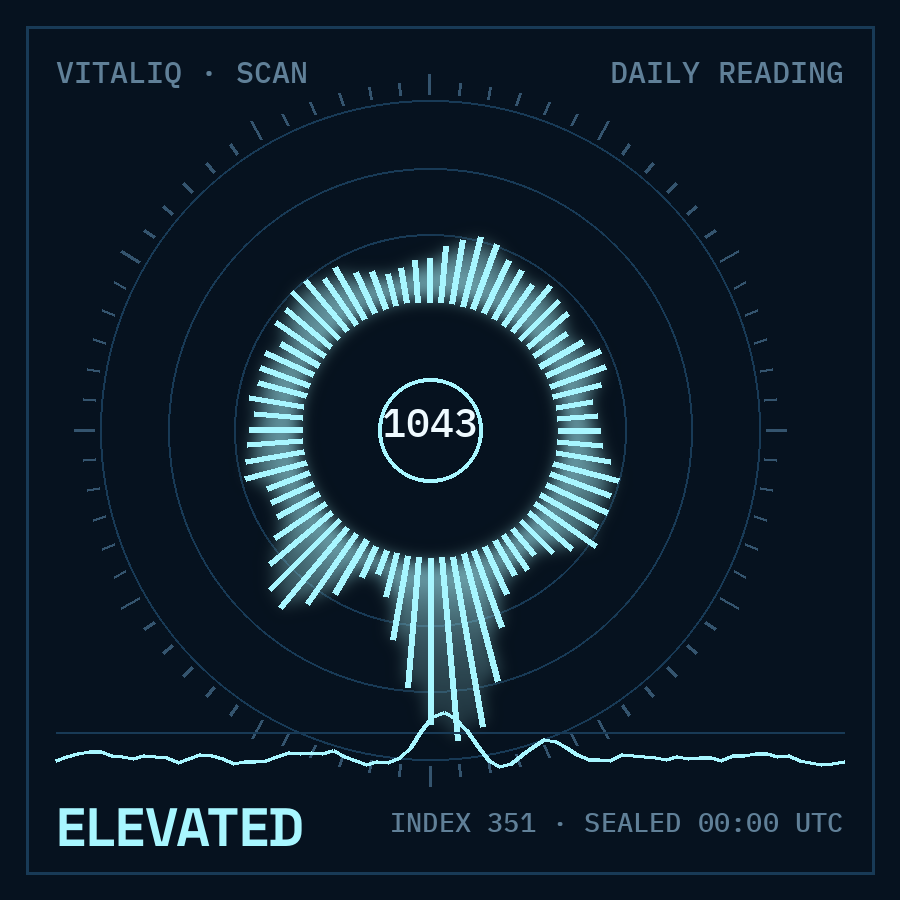 VITALIQ · SCAN
DAILY READING
1043
ELEVATED
INDEX 351 · SEALED 00:00 UTC